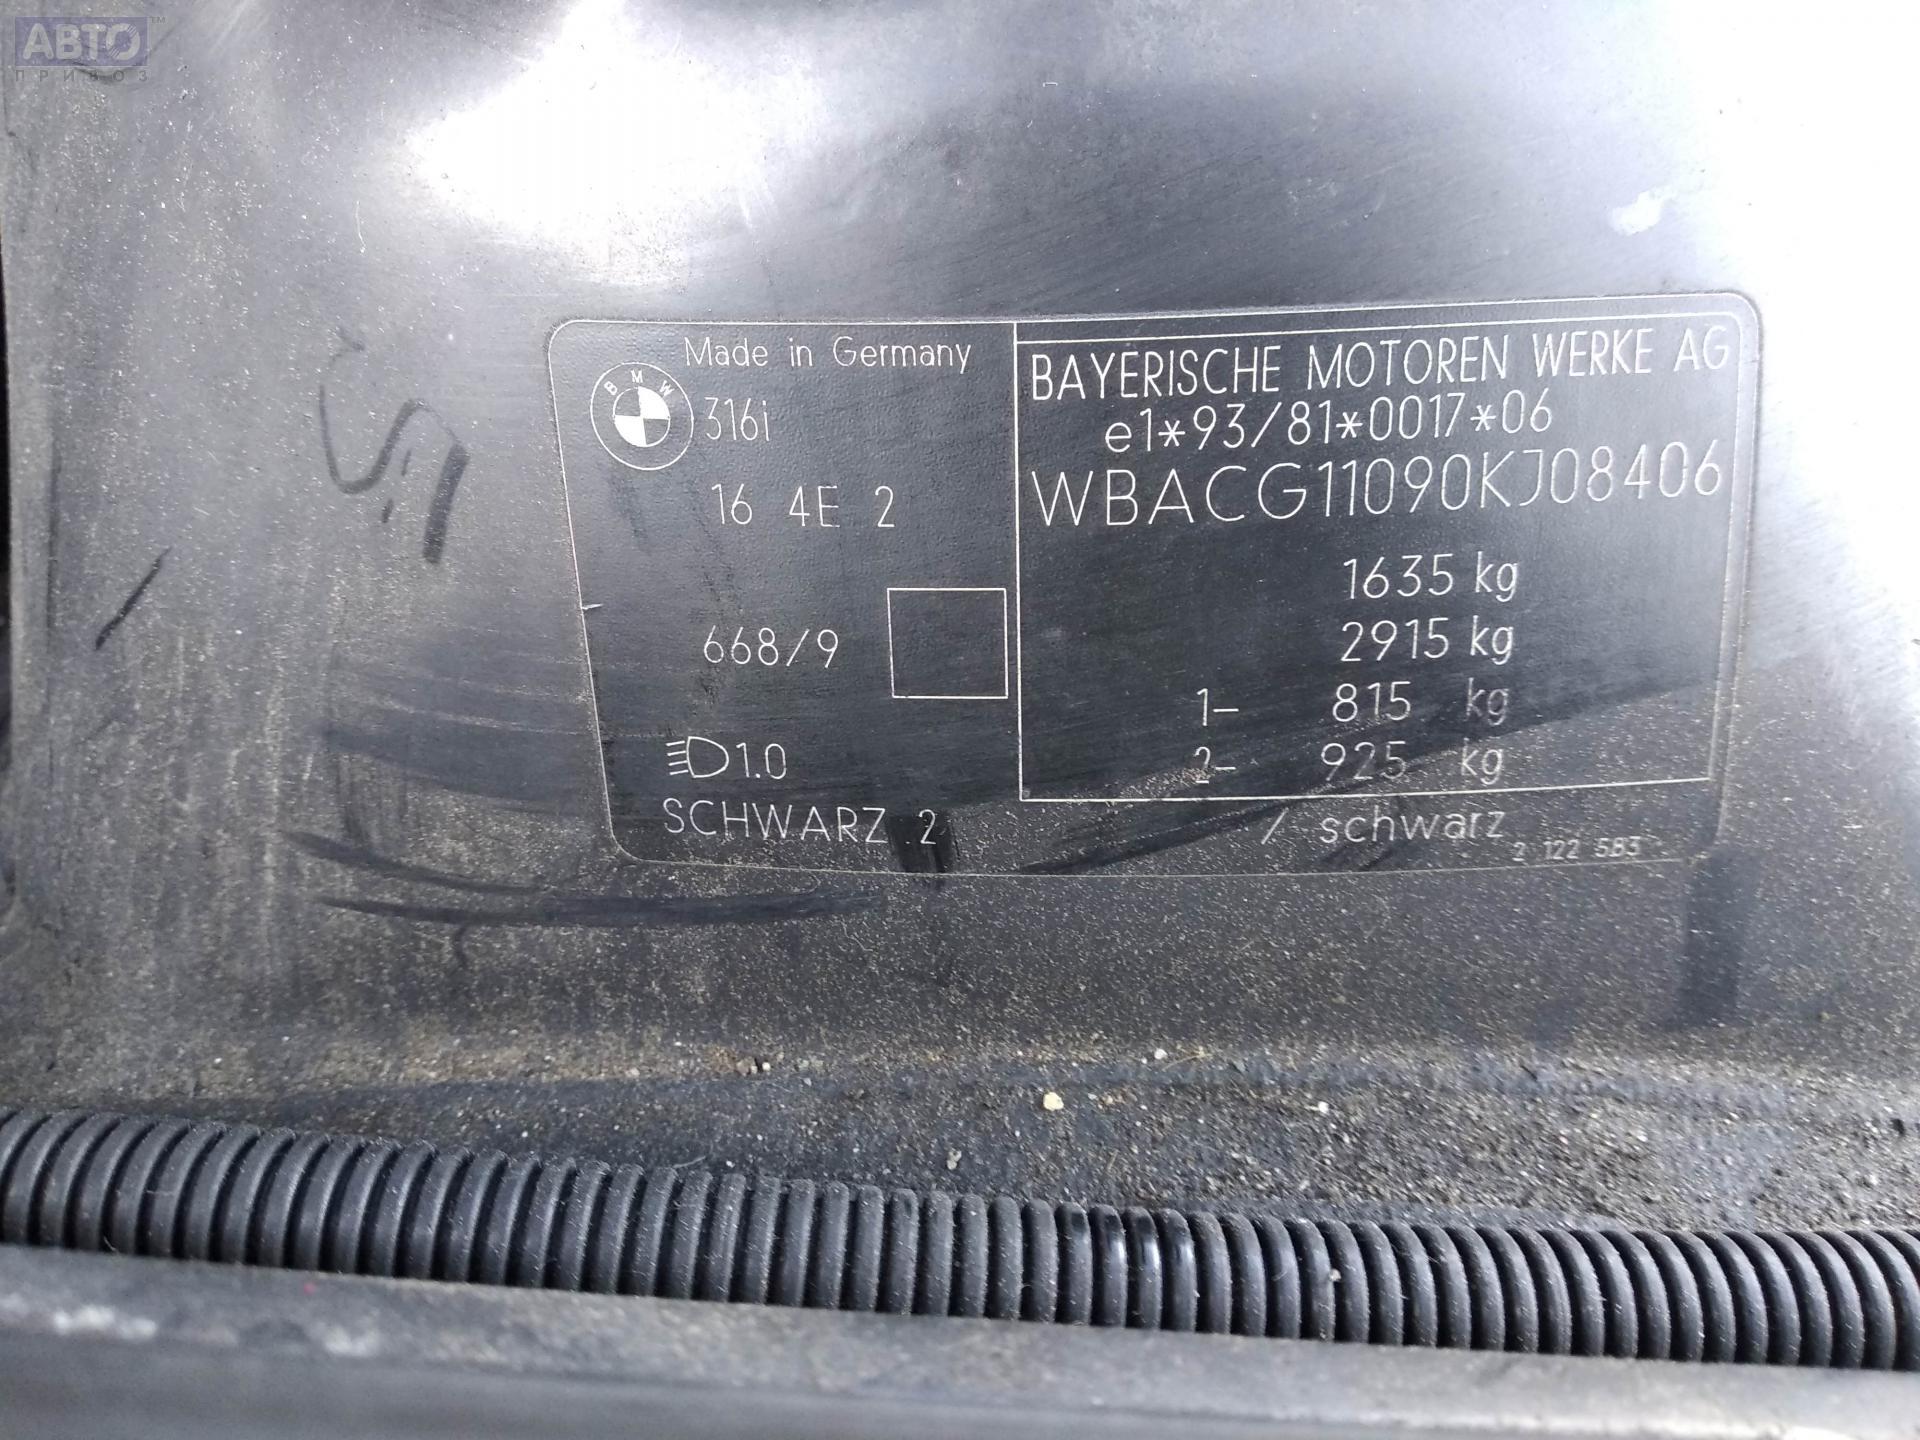 АВТО™
ПРИВОЗ
Made in Germany
BMW
316i
16 4E 2
668/9
1.0
SCHWARZ 2
BAYERISCHE MOTOREN WERKE AG
e1*93/81*0017*06
WBACG11090KJ08406
1635 kg
2915 kg
1- 815 kg
2- 925 kg
/ schwarz
2 122 583